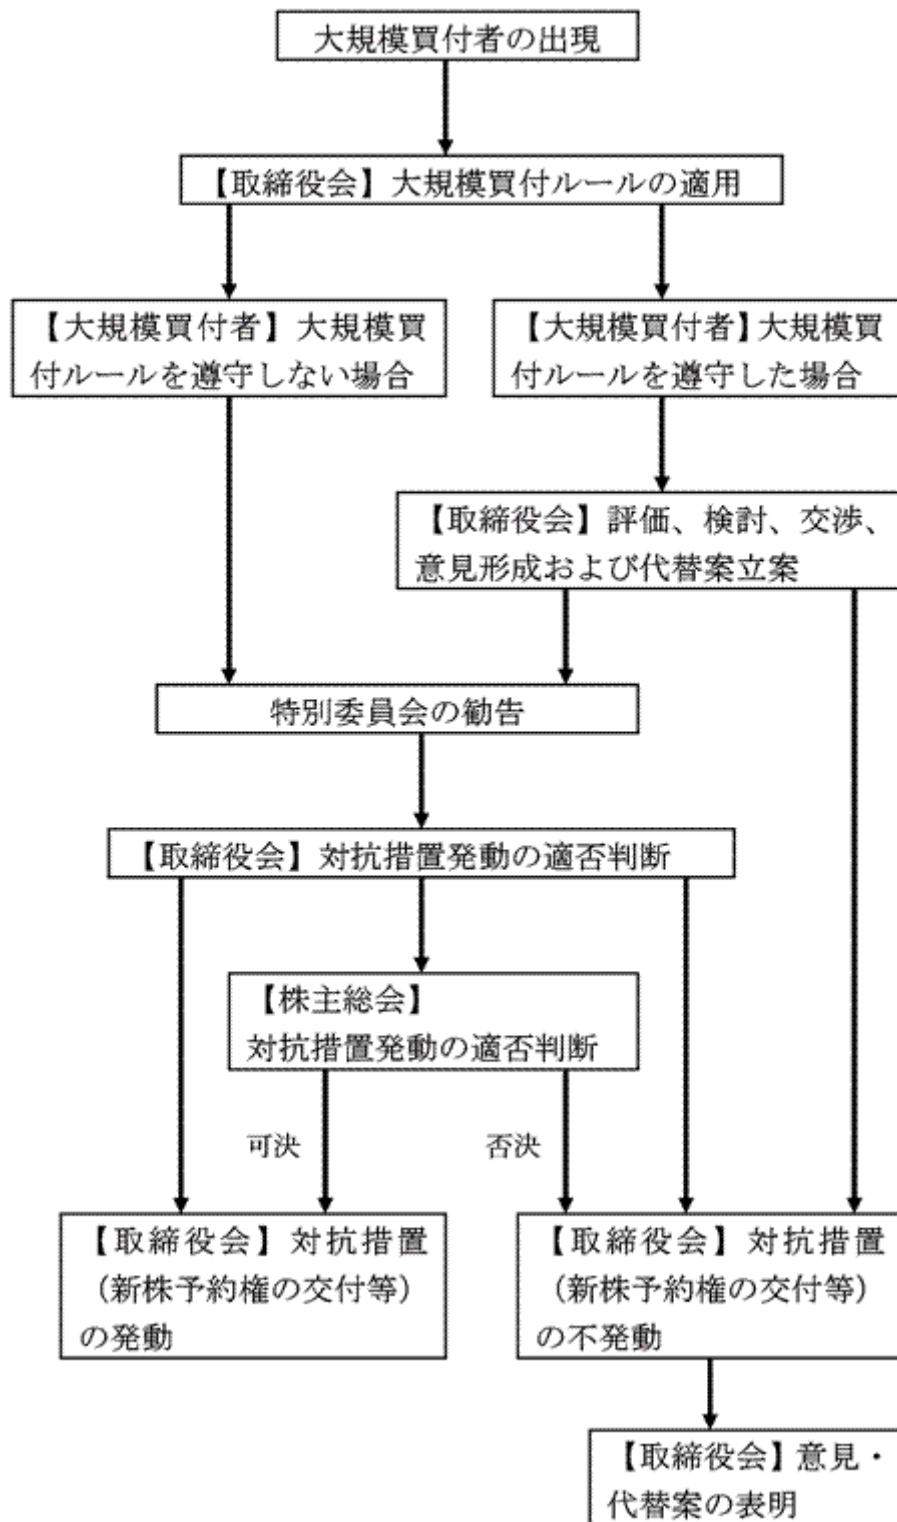 大規模買付者の出現
【取締役会】大規模買付ルールの適用
【大規模買付者】大規模買
付ルールを遵守しない場合
【大規模買付者】大規模買
付ルールを遵守した場合
【取締役会】評価、検討、交渉、
意見形成および代替案立案
特別委員会の勧告
【取締役会】対抗措置発動の適否判断
【株主総会】
対抗措置発動の適否判断
可決
否決
【取締役会】対抗措置
（新株予約権の交付等）
の発動
【取締役会】対抗措置
（新株予約権の交付等）
の不発動
【取締役会】意見・
代替案の表明